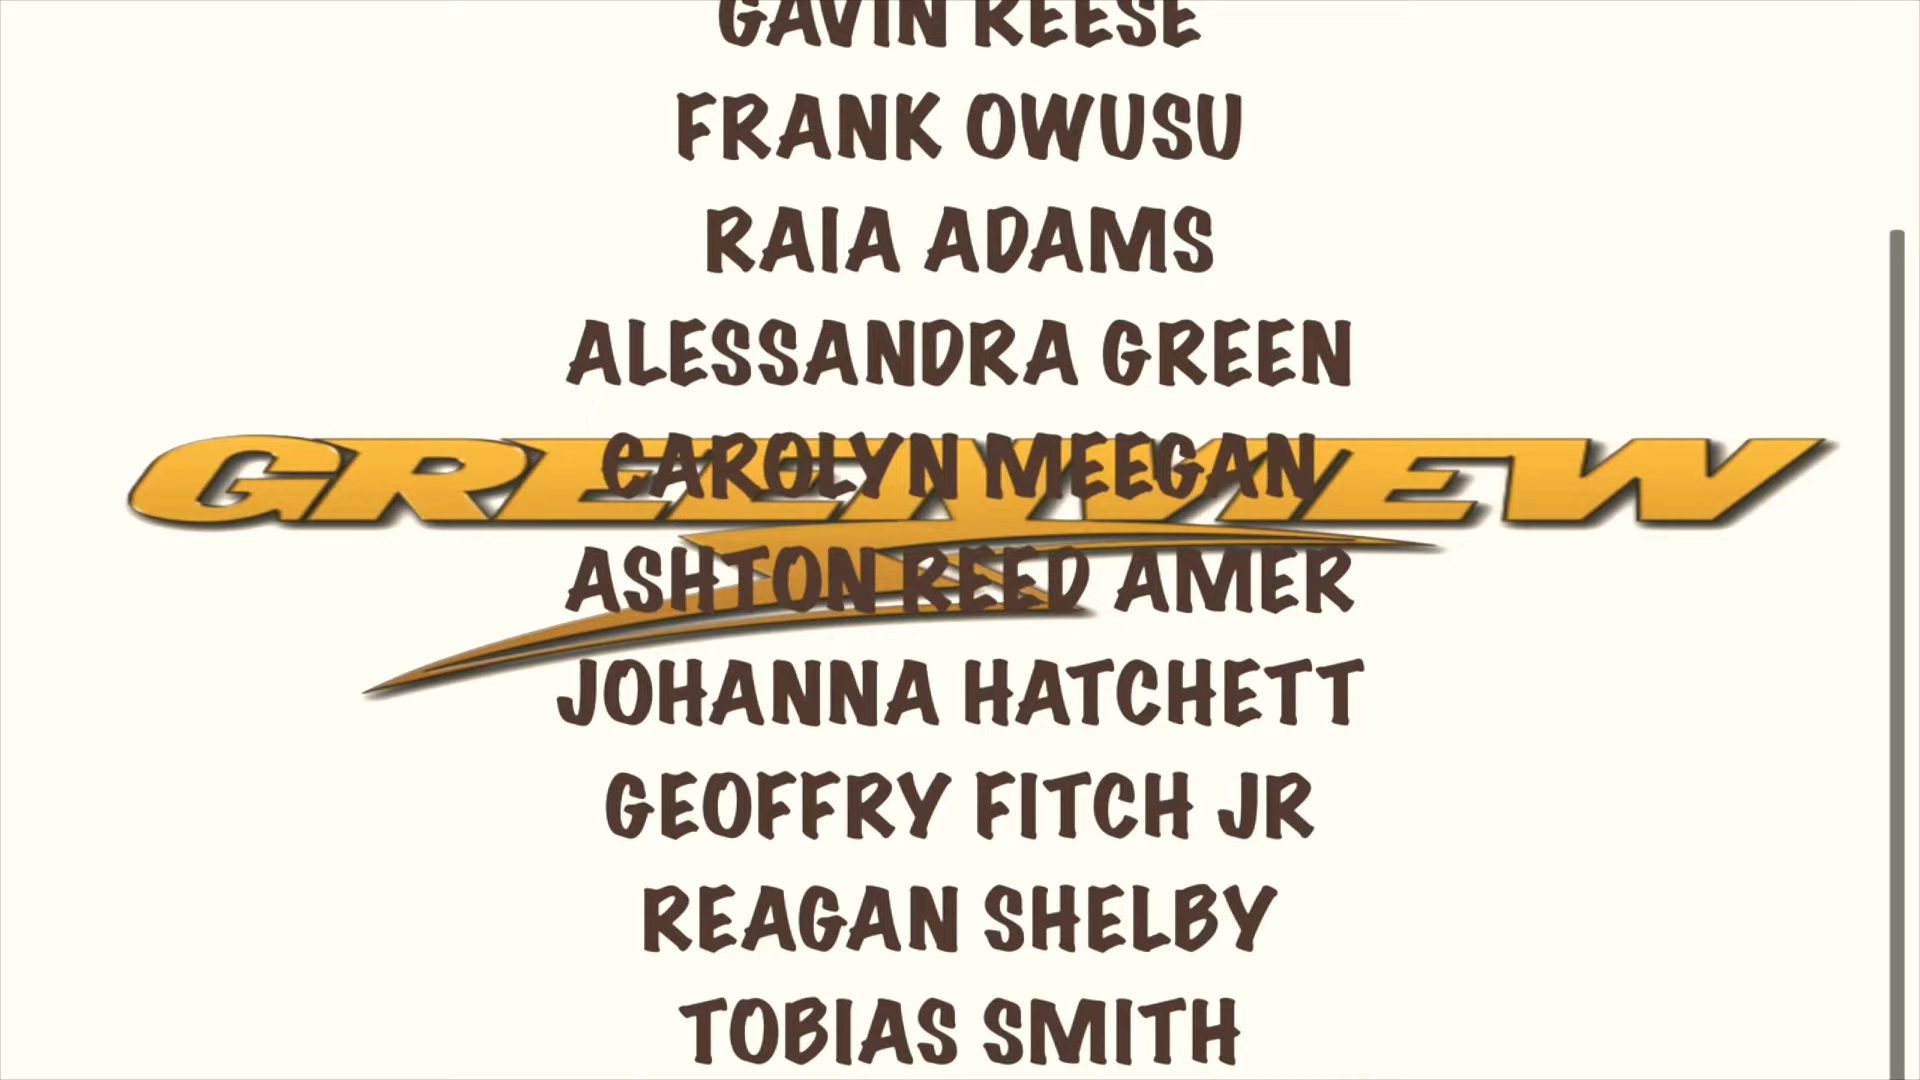 GAVIN REESE
FRANK OWUSU
RAIA ADAMS
ALESSANDRA GREEN
GREENVIEW
CAROLYN MEEGAN
ASHTON REED AMER
JOHANNA HATCHETT
GEOFFRY FITCH JR
REAGAN SHELBY
TOBIAS SMITH